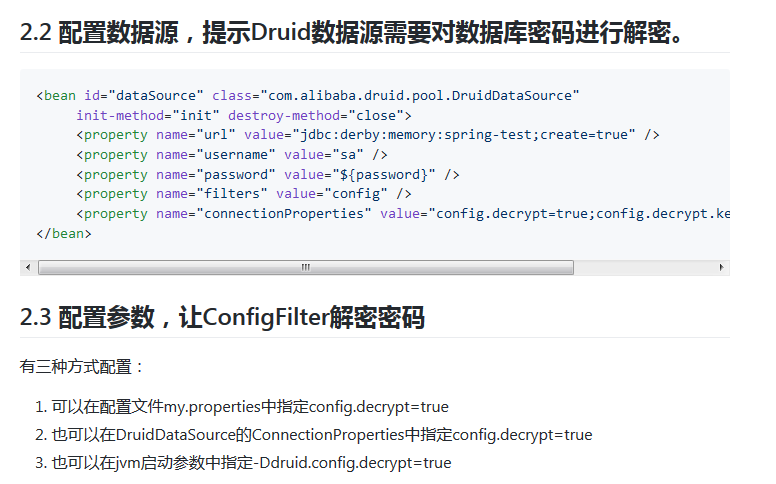 2.2 配置数据源，提示Druid数据源需要对数据库密码进行解密。
<bean id="dataSource" class="com.alibaba.druid.pool.DruidDataSource"
     init-method="init" destroy-method="close">
     <property name="url" value="jdbc:derby:memory:spring-test;create=true" />
     <property name="username" value="sa" />
     <property name="password" value="${password}" />
     <property name="filters" value="config" />
     <property name="connectionProperties" value="config.decrypt=true;config.decrypt.ke
</bean>
2.3 配置参数，让ConfigFilter解密密码
有三种方式配置：
1. 可以在配置文件my.properties中指定config.decrypt=true
2. 也可以在DruidDataSource的ConnectionProperties中指定config.decrypt=true
3. 也可以在jvm启动参数中指定-Ddruid.config.decrypt=true